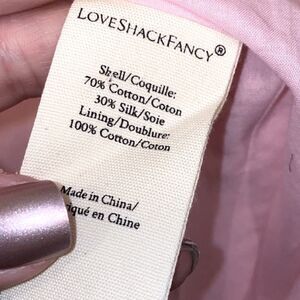 LOVESHACKFANCY®
Shell/Coquille:
70% Cotton/Coton
30% Silk/Soie
Lining/Doublure:
100% Cotton/Coton
Made in China/
riqué en Chine